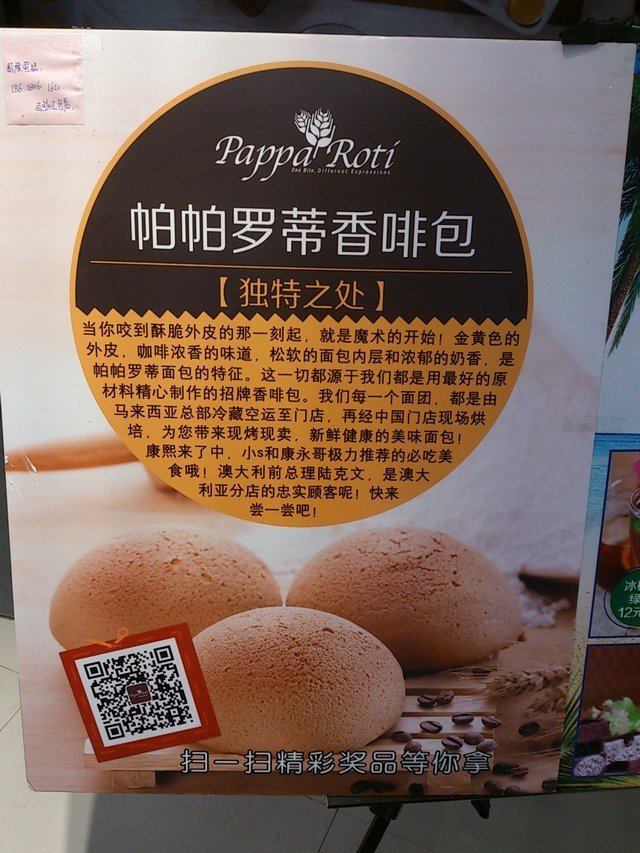 Pappa Roti
One Bite, Different Expressions
帕帕罗蒂香啡包
【独特之处】
当你咬到酥脆外皮的那一刻起，就是魔术的开始！金黄色的
外皮，咖啡浓香的味道，松软的面包内层和浓郁的奶香，是
帕帕罗蒂面包的特征。这一切都源于我们都是用最好的原
材料精心制作的招牌香啡包。我们每一个面团，都是由
马来西亚总部冷藏空运至门店，再经中国门店现场烘
培，为您带来现烤现卖，新鲜健康的美味面包！
康熙来了中，小s和康永哥极力推荐的必吃美
食哦！澳大利前总理陆克文，是澳大
利亚分店的忠实顾客呢！快来
尝一尝吧！
扫一扫精彩奖品等你拿
12元